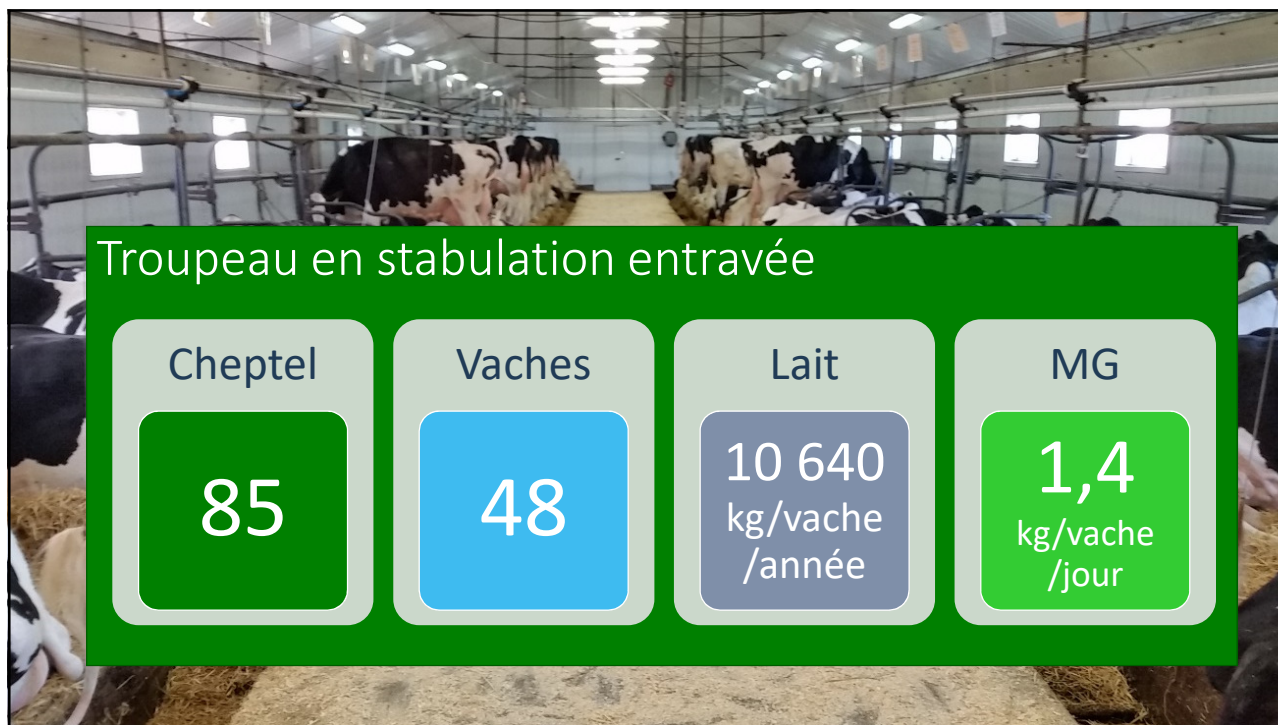 Troupeau en stabulation entravée
Cheptel
85
Vaches
48
Lait
10 640
kg/vache
/année
MG
1,4
kg/vache
/jour